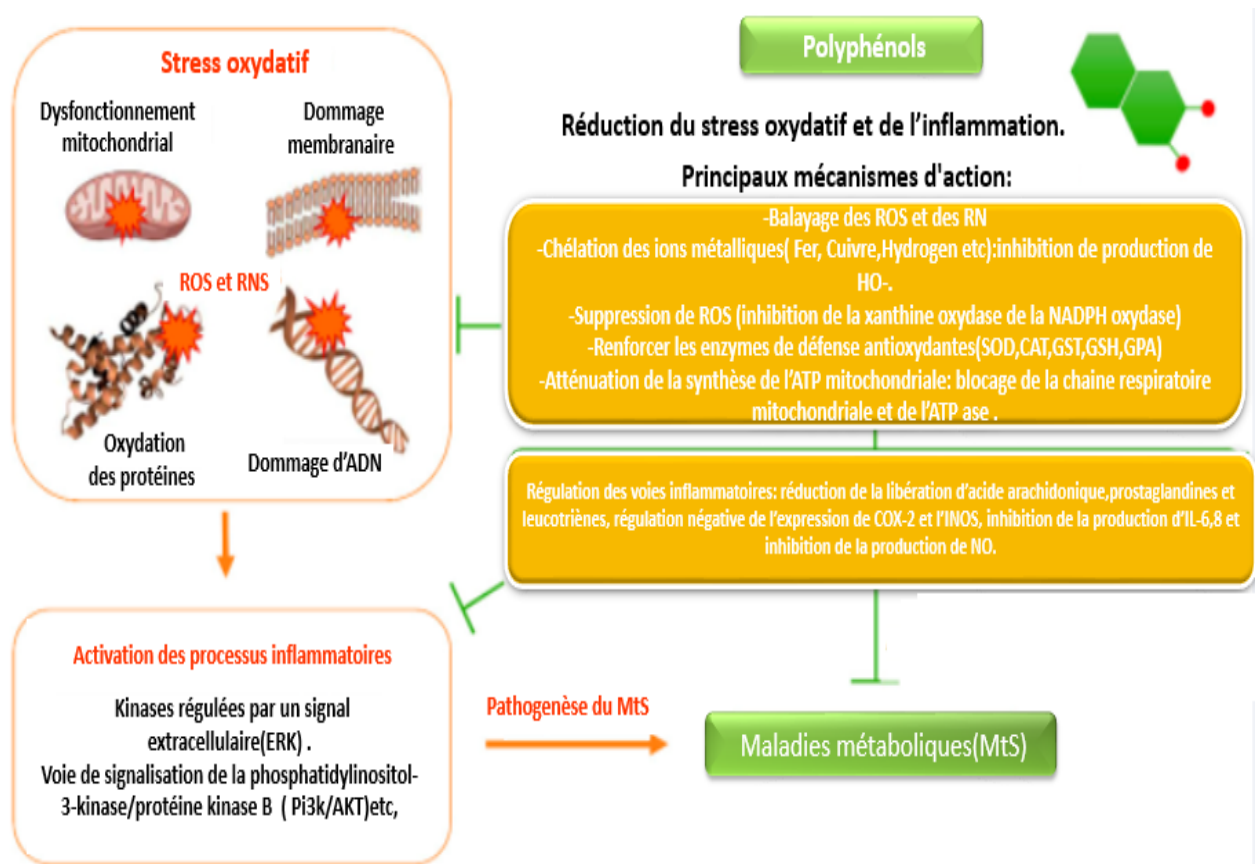 Stress oxydatif
Dysfonctionnement
mitochondrial
Dommage
membranaire
ROS et RNS
Oxydation
des protéines
Dommage d'ADN
Activation des processus inflammatoires
Kinases régulées par un signal
extracellulaire(ERK) .
Voie de signalisation de la phosphatidylinositol-
3-kinase/protéine kinase B ( Pi3k/AKT)etc,
Polyphénols
Réduction du stress oxydatif et de l’inflammation.
Principaux mécanismes d'action:
-Balayage des ROS et des RN
-Chélation des ions métalliques( Fer, Cuivre,Hydrogen etc):inhibition de production de
HO-.
-Suppression de ROS (inhibition de la xanthine oxydase de la NADPH oxydase)
-Renforcer les enzymes de défense antioxydantes(SOD,CAT,GST,GSH,GPA)
-Atténuation de la synthèse de l’ATP mitochondriale: blocage de la chaine respiratoire
mitochondriale et de l’ATP ase .
Régulation des voies inflammatoires: réduction de la libération d’acide arachidonique,prostaglandines et
leucotriènes, régulation négative de l’expression de COX-2 et l’INOS, inhibition de la production d’IL-6,8 et
inhibition de la production de NO.
Pathogenèse du MtS
Maladies métaboliques(MtS)